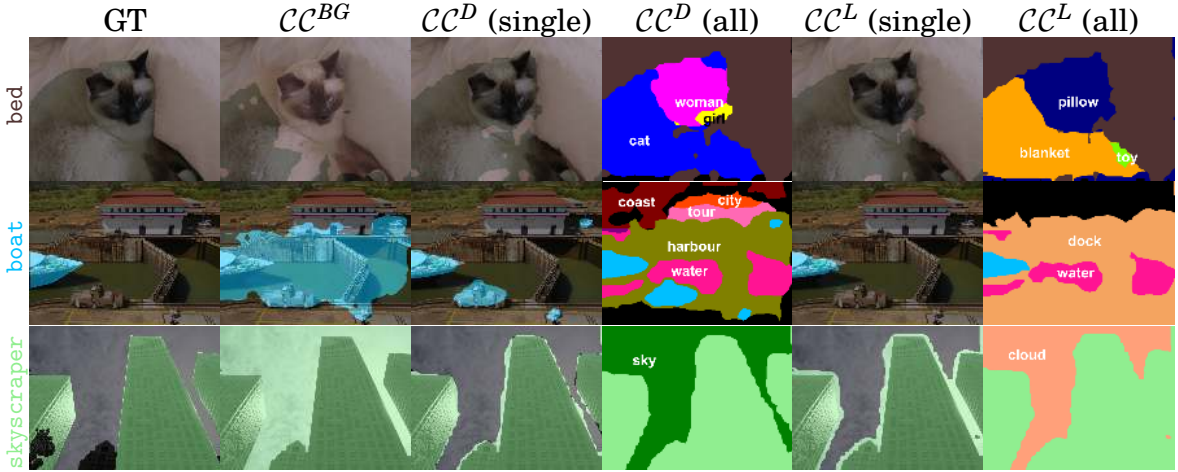 GT CC^BG CC^D (single) CC^D (all) CC^L (single) CC^L (all)
bed
woman
girl
cat
pillow
blanket
toy
boat
coast
city
tour
harbour
water
dock
water
skyscraper
sky
cloud